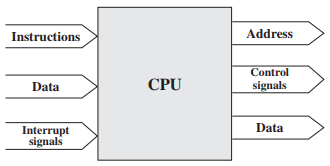 Instructions
Data
Interrupt
signals
CPU
Address
Control
signals
Data